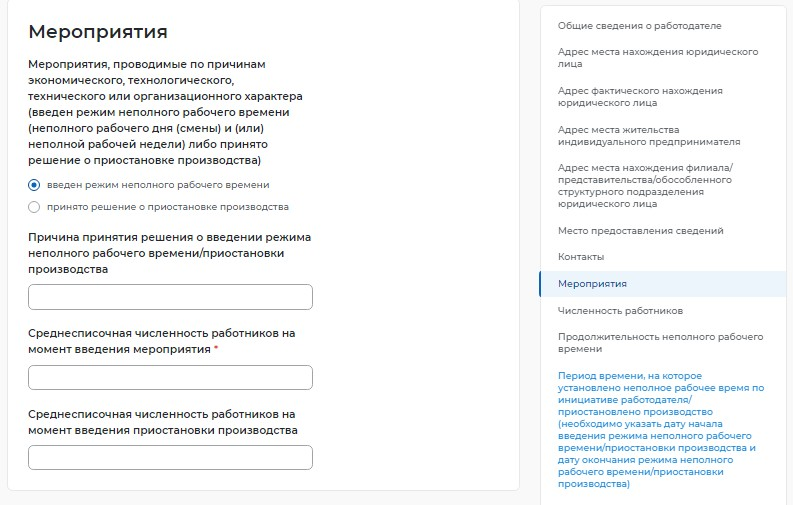 Мероприятия
Мероприятия, проводимые по причинам
экономического, технологического,
технического или организационного характера
(введен режим неполного рабочего времени
(неполного рабочего дня (смены) и (или)
неполной рабочей недели) либо принято
решение о приостановке производства)
введен режим неполного рабочего времени
принято решение о приостановке производства
Причина принятия решения о введении режима
неполного рабочего времени/приостановки
производства
Среднесписочная численность работников на
момент введения мероприятия *
Среднесписочная численность работников на
момент введения приостановки производства
Общие сведения о работодателе
Адрес места нахождения юридического
лица
Адрес фактического нахождения
юридического лица
Адрес места жительства
индивидуального предпринимателя
Адрес места нахождения филиала/
представительства/обособленного
структурного подразделения
юридического лица
Место предоставления сведений
Контакты
Мероприятия
Численность работников
Продолжительность неполного рабочего
времени
Период времени, на которое
установлено неполное рабочее время по
инициативе работодателя/
приостановлено производство
(необходимо указать дату начала
введения режима неполного рабочего
времени/приостановки производства и
дату окончания режима неполного
рабочего времени/приостановки
производства)